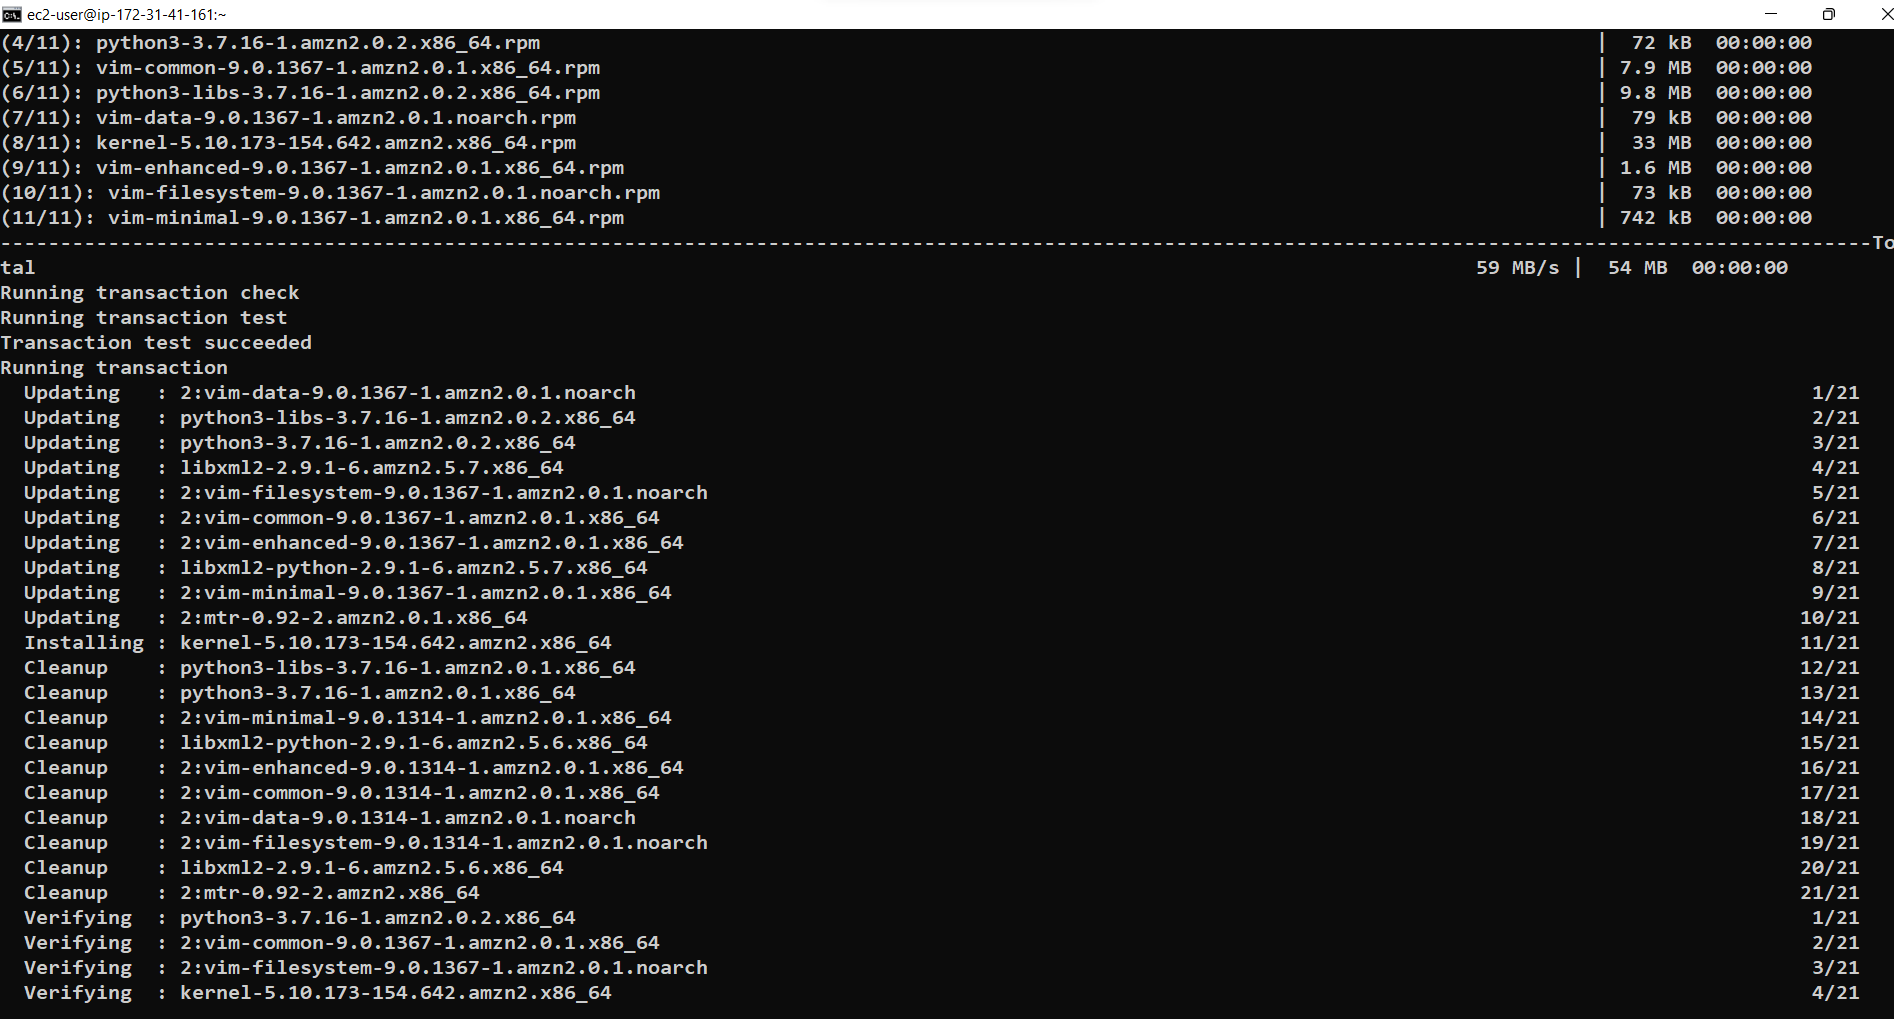 ec2-user@ip-172-31-41-161:~
(4/11): python3-3.7.16-1.amzn2.0.2.x86_64.rpm | 72 kB 00:00:00
(5/11): vim-common-9.0.1367-1.amzn2.0.1.x86_64.rpm | 7.9 MB 00:00:00
(6/11): python3-libs-3.7.16-1.amzn2.0.2.x86_64.rpm | 9.8 MB 00:00:00
(7/11): vim-data-9.0.1367-1.amzn2.0.1.noarch.rpm | 79 kB 00:00:00
(8/11): kernel-5.10.173-154.642.amzn2.x86_64.rpm | 33 MB 00:00:00
(9/11): vim-enhanced-9.0.1367-1.amzn2.0.1.x86_64.rpm | 1.6 MB 00:00:00
(10/11): vim-filesystem-9.0.1367-1.amzn2.0.1.noarch.rpm | 73 kB 00:00:00
(11/11): vim-minimal-9.0.1367-1.amzn2.0.1.x86_64.rpm | 742 kB 00:00:00
------------------------------------------------------------------------------------------------------------------------------------------------------------To
tal 59 MB/s | 54 MB 00:00:00
Running transaction check
Running transaction test
Transaction test succeeded
Running transaction
Updating : 2:vim-data-9.0.1367-1.amzn2.0.1.noarch 1/21
Updating : python3-libs-3.7.16-1.amzn2.0.2.x86_64 2/21
Updating : python3-3.7.16-1.amzn2.0.2.x86_64 3/21
Updating : libxml2-2.9.1-6.amzn2.5.7.x86_64 4/21
Updating : 2:vim-filesystem-9.0.1367-1.amzn2.0.1.noarch 5/21
Updating : 2:vim-common-9.0.1367-1.amzn2.0.1.x86_64 6/21
Updating : 2:vim-enhanced-9.0.1367-1.amzn2.0.1.x86_64 7/21
Updating : libxml2-python-2.9.1-6.amzn2.5.7.x86_64 8/21
Updating : 2:vim-minimal-9.0.1367-1.amzn2.0.1.x86_64 9/21
Updating : 2:mtr-0.92-2.amzn2.0.1.x86_64 10/21
Installing : kernel-5.10.173-154.642.amzn2.x86_64 11/21
Cleanup : python3-libs-3.7.16-1.amzn2.0.1.x86_64 12/21
Cleanup : python3-3.7.16-1.amzn2.0.1.x86_64 13/21
Cleanup : 2:vim-minimal-9.0.1314-1.amzn2.0.1.x86_64 14/21
Cleanup : libxml2-python-2.9.1-6.amzn2.5.6.x86_64 15/21
Cleanup : 2:vim-enhanced-9.0.1314-1.amzn2.0.1.x86_64 16/21
Cleanup : 2:vim-common-9.0.1314-1.amzn2.0.1.x86_64 17/21
Cleanup : 2:vim-data-9.0.1314-1.amzn2.0.1.noarch 18/21
Cleanup : 2:vim-filesystem-9.0.1314-1.amzn2.0.1.noarch 19/21
Cleanup : libxml2-2.9.1-6.amzn2.5.6.x86_64 20/21
Cleanup : 2:mtr-0.92-2.amzn2.x86_64 21/21
Verifying : python3-3.7.16-1.amzn2.0.2.x86_64 1/21
Verifying : 2:vim-common-9.0.1367-1.amzn2.0.1.x86_64 2/21
Verifying : 2:vim-filesystem-9.0.1367-1.amzn2.0.1.noarch 3/21
Verifying : kernel-5.10.173-154.642.amzn2.x86_64 4/21